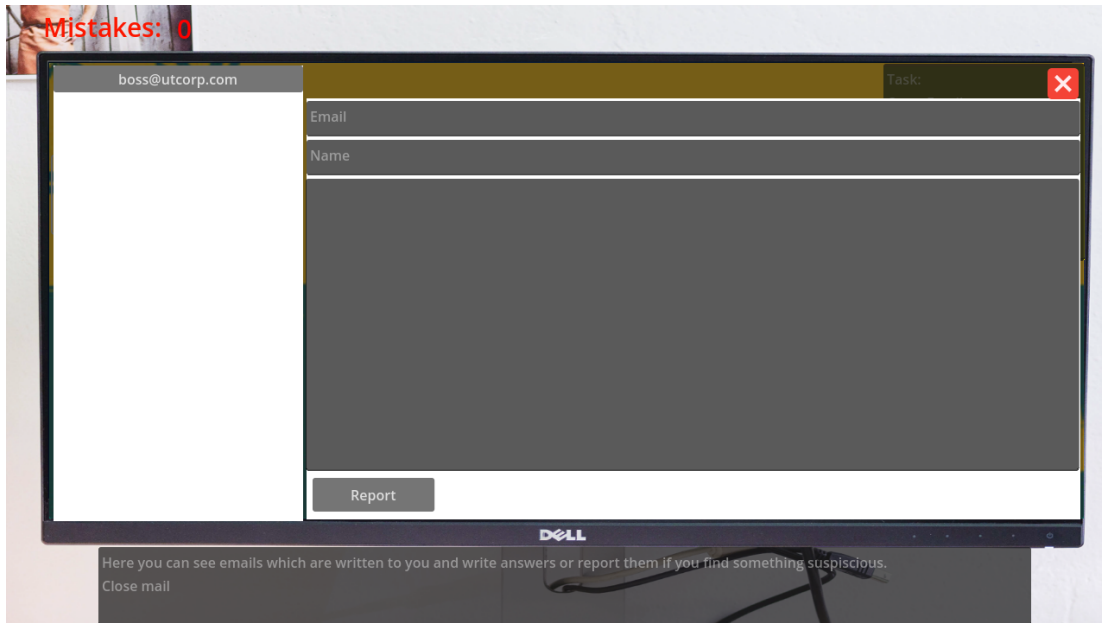 Mistakes: 0
boss@utcorp.com
Task:
Email
Name
Report
DELL
Here you can see emails which are written to you and write answers or report them if you find something suspiscious.
Close mail